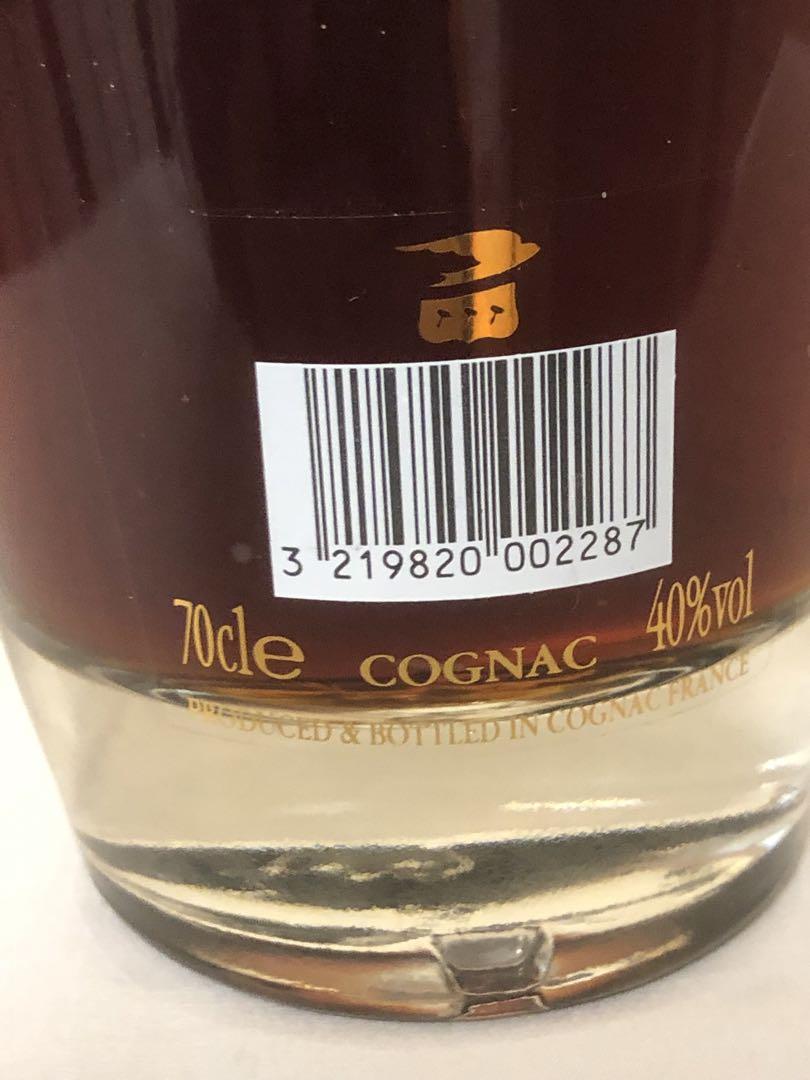 3 219820 002287
70cle COGNAC 40%vol
PRODUCED & BOTTLED IN COGNAC FRANCE